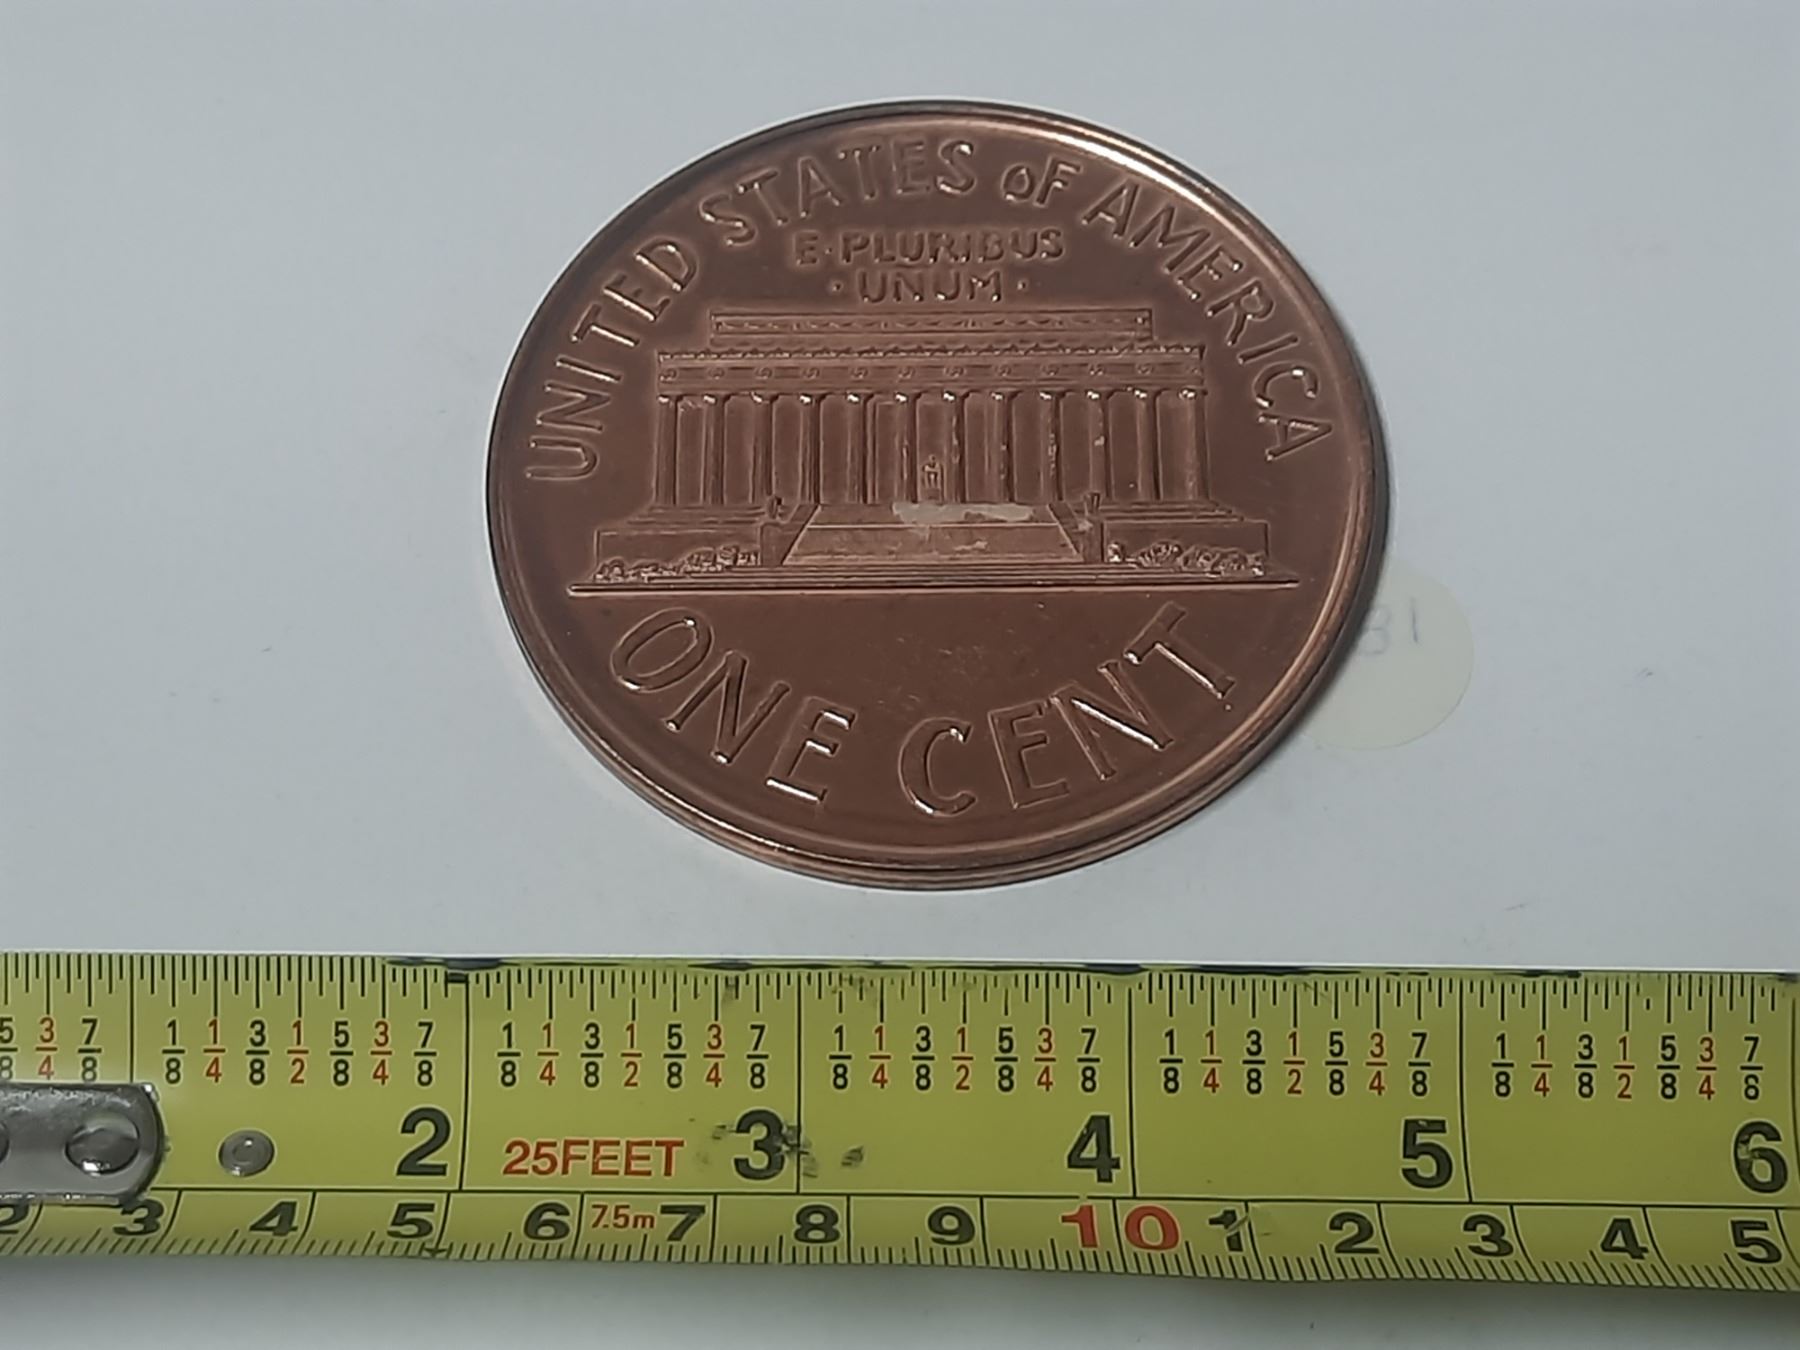 UNITED STATES OF AMERICA
E·PLURIBUS
·UNUM·
ONE CENT
81
5/8 3/4 7/8 1/8 1/4 3/8 1/2 5/8 3/4 7/8 1/8 1/4 3/8 1/2 5/8 3/4 7/8 1/8 1/4 3/8 1/2 5/8 3/4 7/8 1/8 1/4 3/8 1/2 5/8 3/4 7/8 1/8 1/4 3/8 1/2 5/8 3/4 7/8
2 25FEET 3 4 5 6
2 3 4 5 6 7.5m 7 8 9 10 1 2 3 4 5